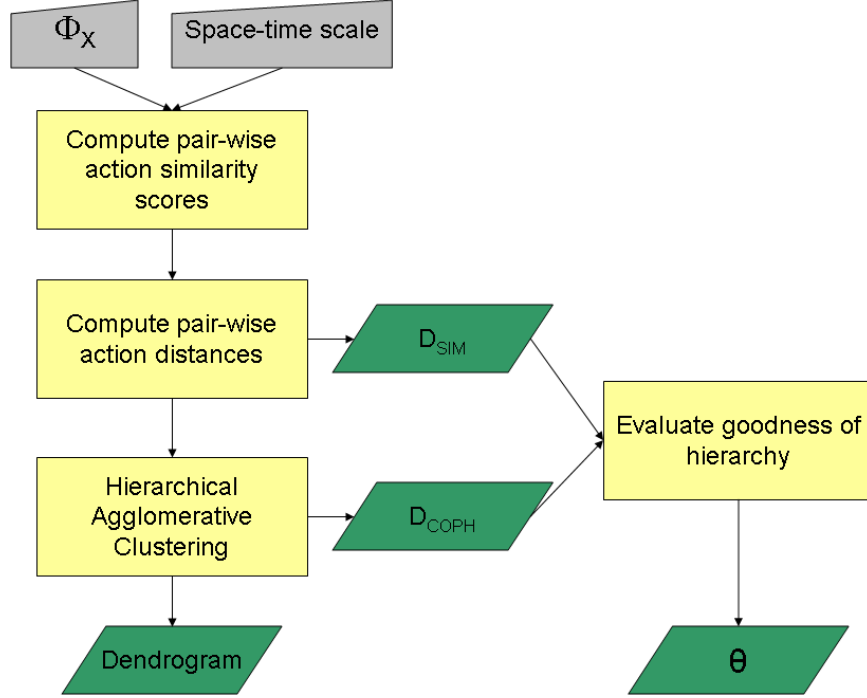 Φ_X
Space-time scale
Compute pair-wise
action similarity
scores
Compute pair-wise
action distances
D_SIM
Evaluate goodness of
hierarchy
Hierarchical
Agglomerative
Clustering
D_COPH
Dendrogram
θ